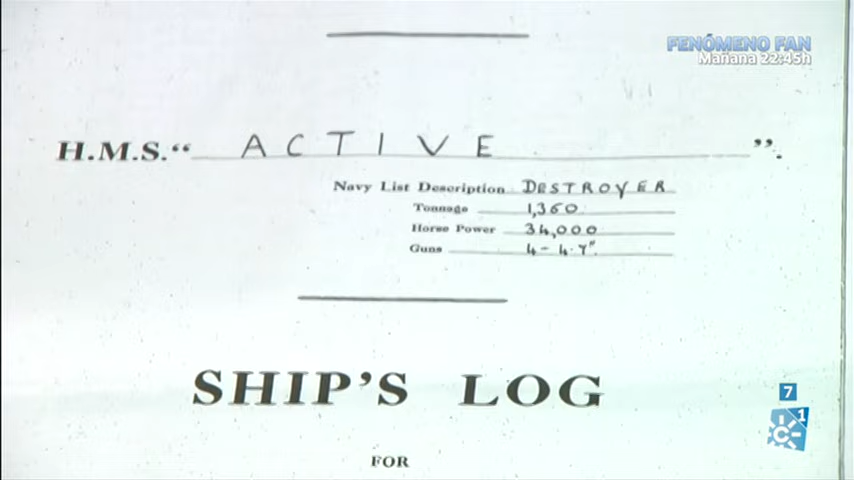 FENÓMENO FAN
Mañana 22:45h
H.M.S. “ ACTIVE ”.
Navy List Description DESTROYER
Tonnage 1,360
Horse Power 34,000
Guns 4 - 4.7"
SHIP'S LOG
FOR
7
1